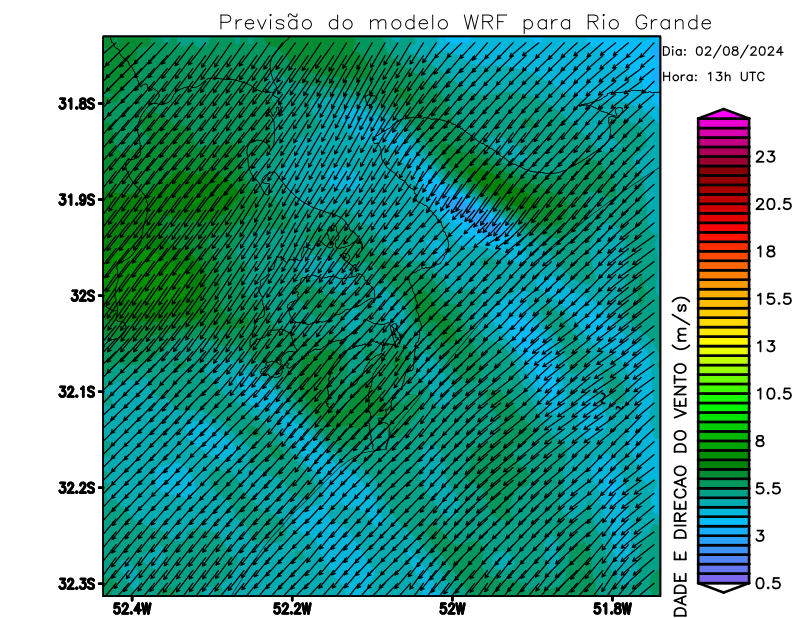 Previsão do modelo WRF para Rio Grande
Dia: 02/08/2024
Hora: 13h UTC
31.8S
31.9S
32S
32.1S
32.2S
32.3S
52.4W
52.2W
52W
51.8W
23
20.5
18
15.5
13
10.5
8
5.5
3
0.5
DADE E DIRECAO DO VENTO (m/s)